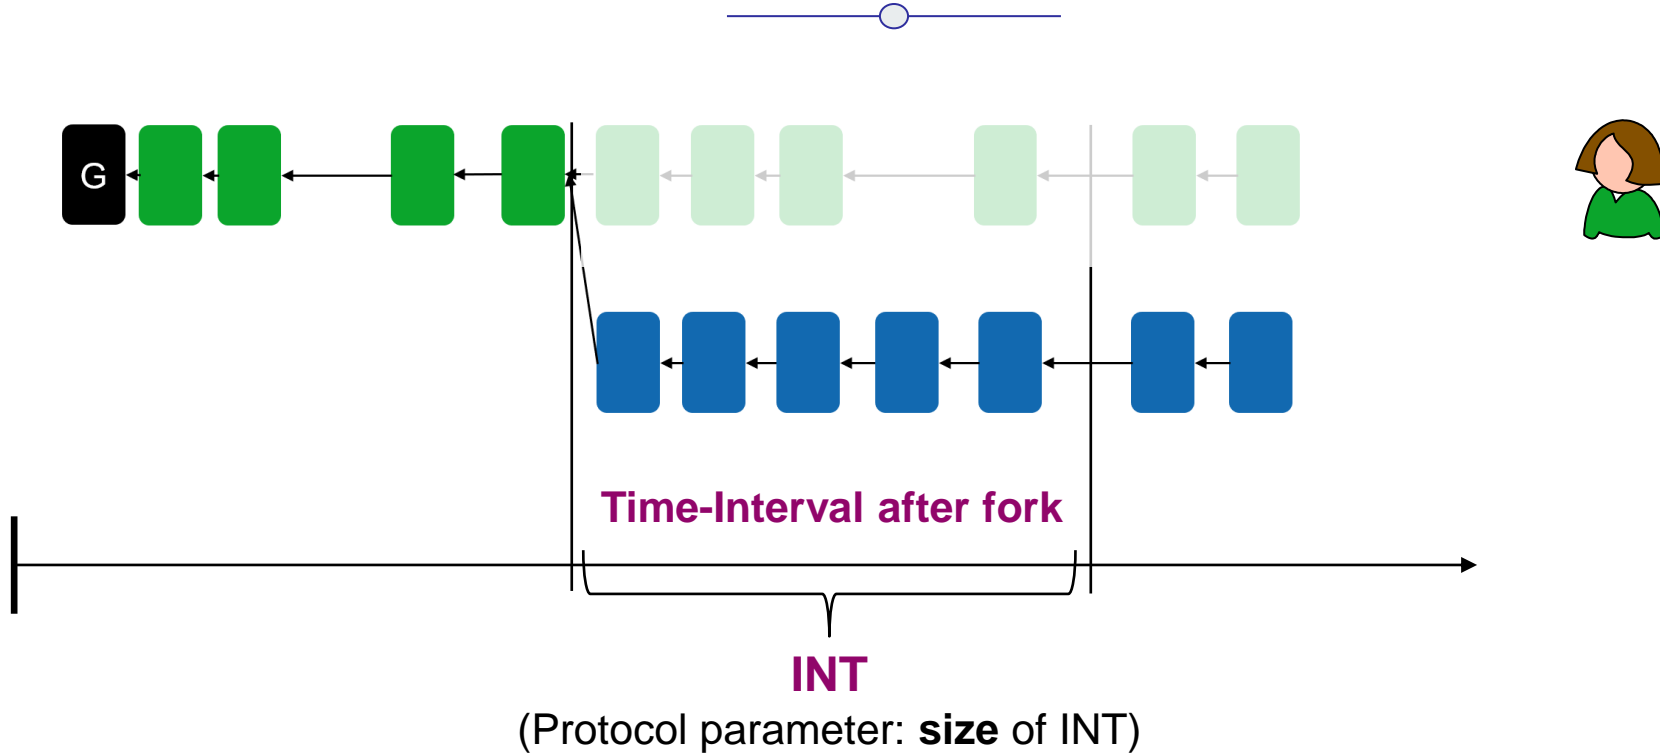 G
Time-Interval after fork
INT
(Protocol parameter: size of INT)